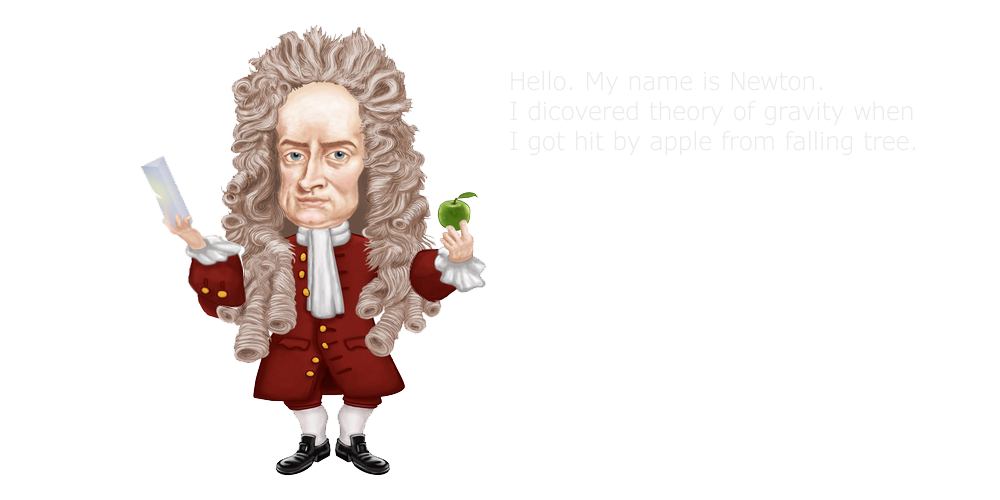 Hello. My name is Newton.
I dicovered theory of gravity when
I got hit by apple from falling tree.